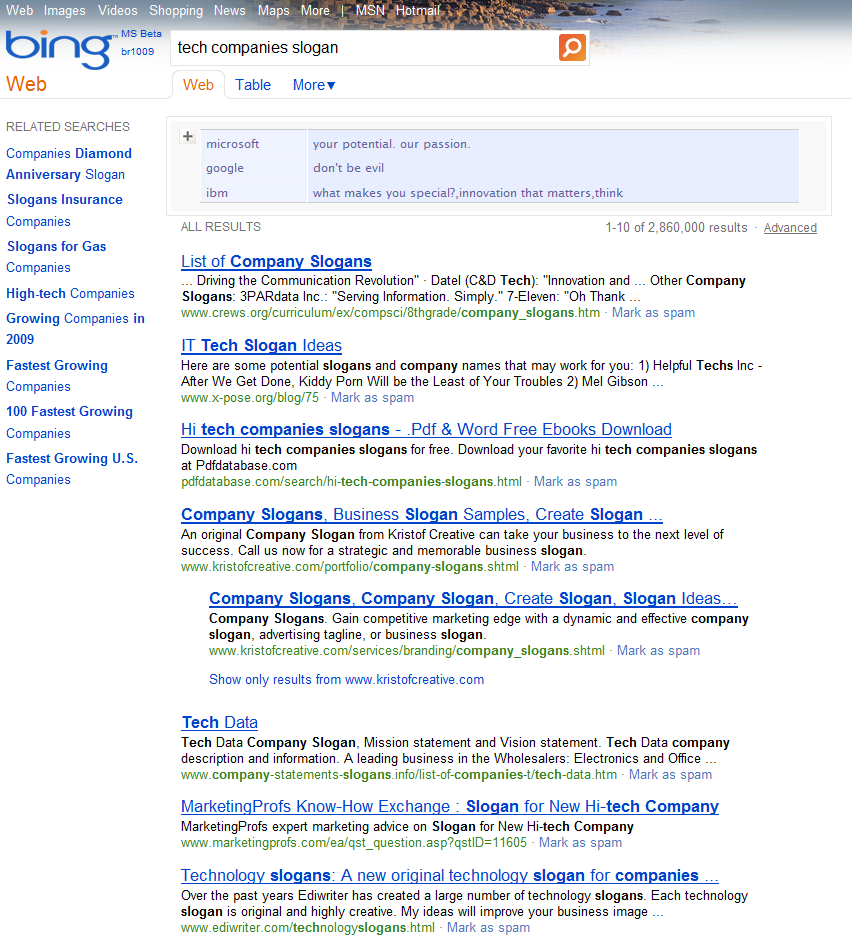 Web Images Videos Shopping News Maps More | MSN Hotmail
bing™ MS Beta
br1009
tech companies slogan
Web
Web Table More▼
RELATED SEARCHES
Companies Diamond
Anniversary Slogan
Slogans Insurance
Companies
Slogans for Gas
Companies
High-tech Companies
Growing Companies in
2009
Fastest Growing
Companies
100 Fastest Growing
Companies
Fastest Growing U.S.
Companies
+ microsoft your potential. our passion.
google don't be evil
ibm what makes you special?,innovation that matters,think
ALL RESULTS 1-10 of 2,860,000 results · Advanced
List of Company Slogans
... Driving the Communication Revolution" · Datel (C&D Tech): "Innovation and ... Other Company
Slogans: 3PARdata Inc.: "Serving Information. Simply." 7-Eleven: "Oh Thank ...
www.crews.org/curriculum/ex/compsci/8thgrade/company_slogans.htm · Mark as spam
IT Tech Slogan Ideas
Here are some potential slogans and company names that may work for you: 1) Helpful Techs Inc -
After We Get Done, Kiddy Porn Will be the Least of Your Troubles 2) Mel Gibson ...
www.x-pose.org/blog/75 · Mark as spam
Hi tech companies slogans - .Pdf & Word Free Ebooks Download
Download hi tech companies slogans for free. Download your favorite hi tech companies slogans
at Pdfdatabase.com
pdfdatabase.com/search/hi-tech-companies-slogans.html · Mark as spam
Company Slogans, Business Slogan Samples, Create Slogan ...
An original Company Slogan from Kristof Creative can take your business to the next level of
success. Call us now for a strategic and memorable business slogan.
www.kristofcreative.com/portfolio/company-slogans.shtml · Mark as spam
Company Slogans, Company Slogan, Create Slogan, Slogan Ideas...
Company Slogans. Gain competitive marketing edge with a dynamic and effective company
slogan, advertising tagline, or business slogan.
www.kristofcreative.com/services/branding/company_slogans.shtml · Mark as spam
Show only results from www.kristofcreative.com
Tech Data
Tech Data Company Slogan, Mission statement and Vision statement. Tech Data company
description and information. A leading business in the Wholesalers: Electronics and Office ...
www.company-statements-slogans.info/list-of-companies-t/tech-data.htm · Mark as spam
MarketingProfs Know-How Exchange : Slogan for New Hi-tech Company
MarketingProfs expert marketing advice on Slogan for New Hi-tech Company
www.marketingprofs.com/ea/qst_question.asp?qstID=11605 · Mark as spam
Technology slogans: A new original technology slogan for companies ...
Over the past years Ediwriter has created a large number of technology slogans. Each technology
slogan is original and highly creative. My ideas will improve your business image ...
www.ediwriter.com/technologyslogans.html · Mark as spam